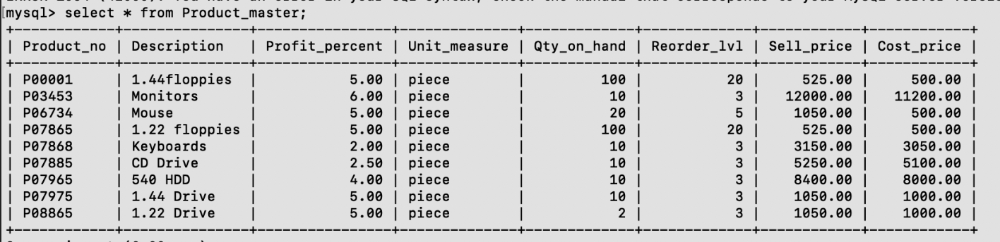 [mysql> select * from Product_master;
+------------+---------------+----------------+--------------+-------------+-------------+------------+------------+
| Product_no | Description   | Profit_percent | Unit_measure | Qty_on_hand | Reorder_lvl | Sell_price | Cost_price |
+------------+---------------+----------------+--------------+-------------+-------------+------------+------------+
| P00001     | 1.44floppies  |           5.00 | piece        |         100 |          20 |     525.00 |     500.00 |
| P03453     | Monitors      |           6.00 | piece        |          10 |           3 |   12000.00 |   11200.00 |
| P06734     | Mouse         |           5.00 | piece        |          20 |           5 |    1050.00 |     500.00 |
| P07865     | 1.22 floppies |           5.00 | piece        |         100 |          20 |     525.00 |     500.00 |
| P07868     | Keyboards     |           2.00 | piece        |          10 |           3 |    3150.00 |    3050.00 |
| P07885     | CD Drive      |           2.50 | piece        |          10 |           3 |    5250.00 |    5100.00 |
| P07965     | 540 HDD       |           4.00 | piece        |          10 |           3 |    8400.00 |    8000.00 |
| P07975     | 1.44 Drive    |           5.00 | piece        |          10 |           3 |    1050.00 |    1000.00 |
| P08865     | 1.22 Drive    |           5.00 | piece        |           2 |           3 |    1050.00 |    1000.00 |
+------------+---------------+----------------+--------------+-------------+-------------+------------+------------+